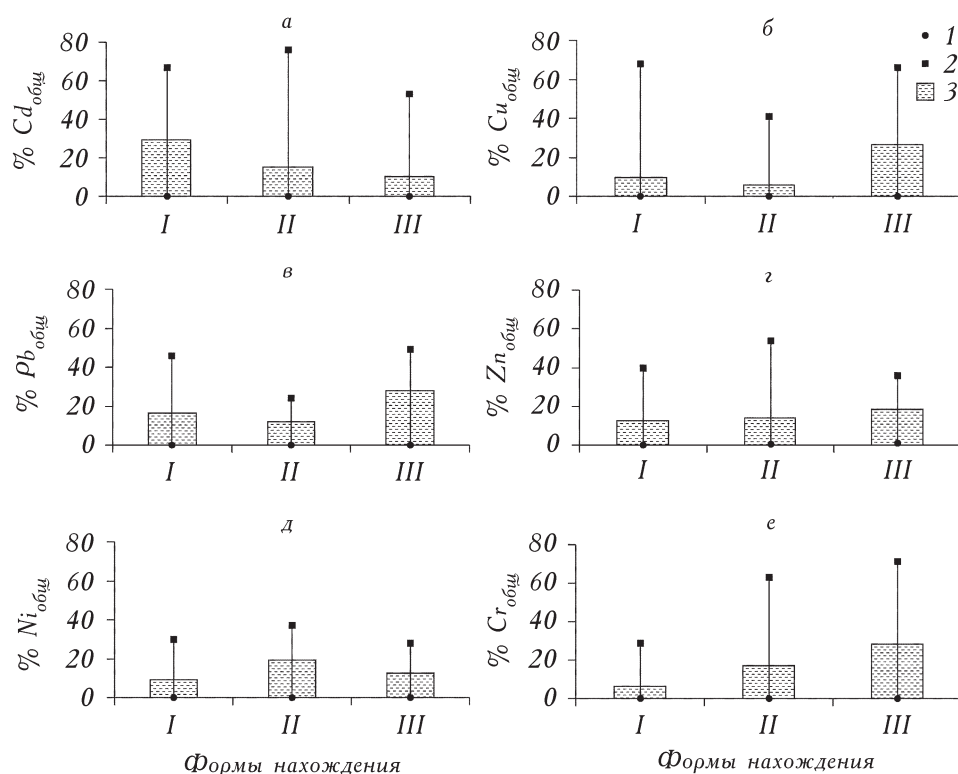 а
80
60
40
20
0
% Cd общ
I II III
б
80
60
40
20
0
% Cu общ
I II III
1
2
3
в
80
60
40
20
0
% Pb общ
I II III
г
80
60
40
20
0
% Zn общ
I II III
д
80
60
40
20
0
% Ni общ
I II III
Формы нахождения
е
80
60
40
20
0
% Cr общ
I II III
Формы нахождения